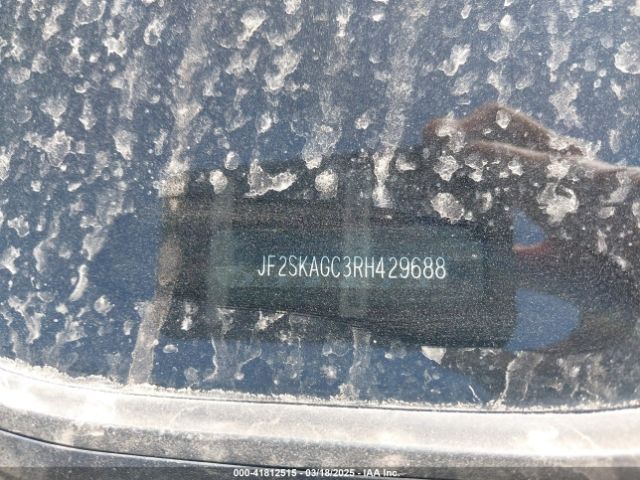 JF2SKAGC3RH429688
000-41812515 - 03/18/2025 - IAA Inc.